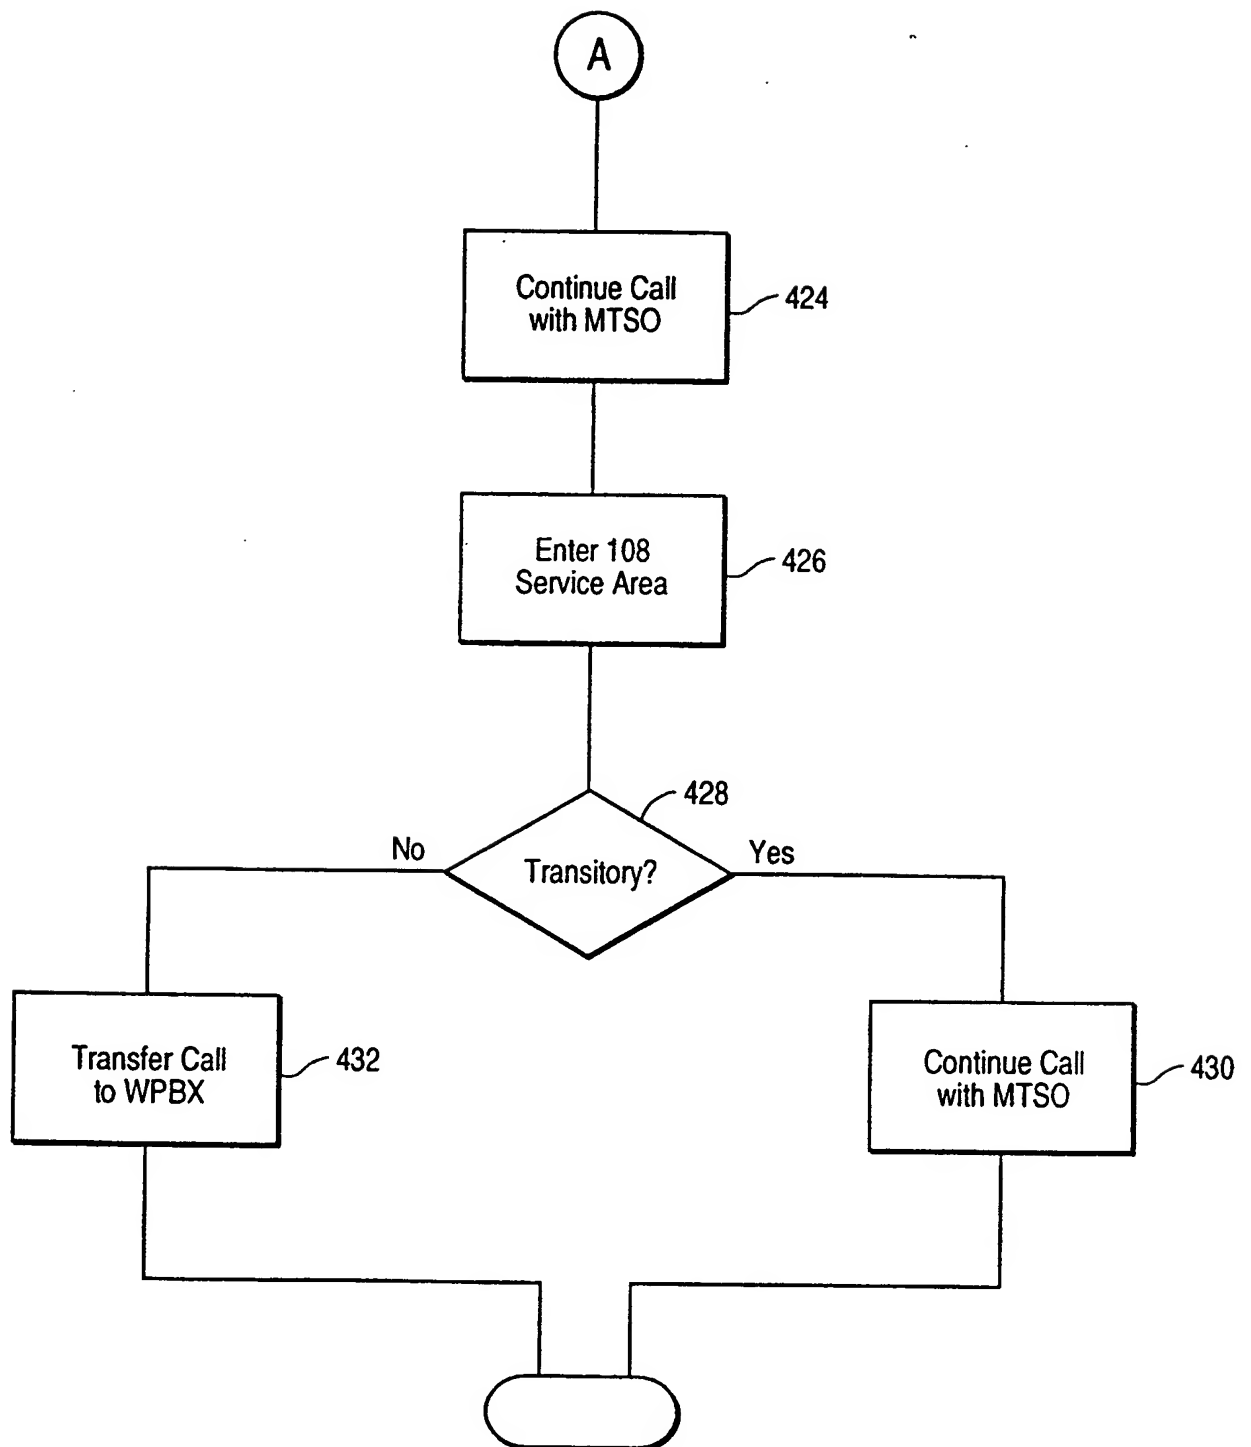 A
Continue Call
with MTSO
424
Enter 108
Service Area
426
428
No
Transitory?
Yes
Transfer Call
to WPBX
432
Continue Call
with MTSO
430